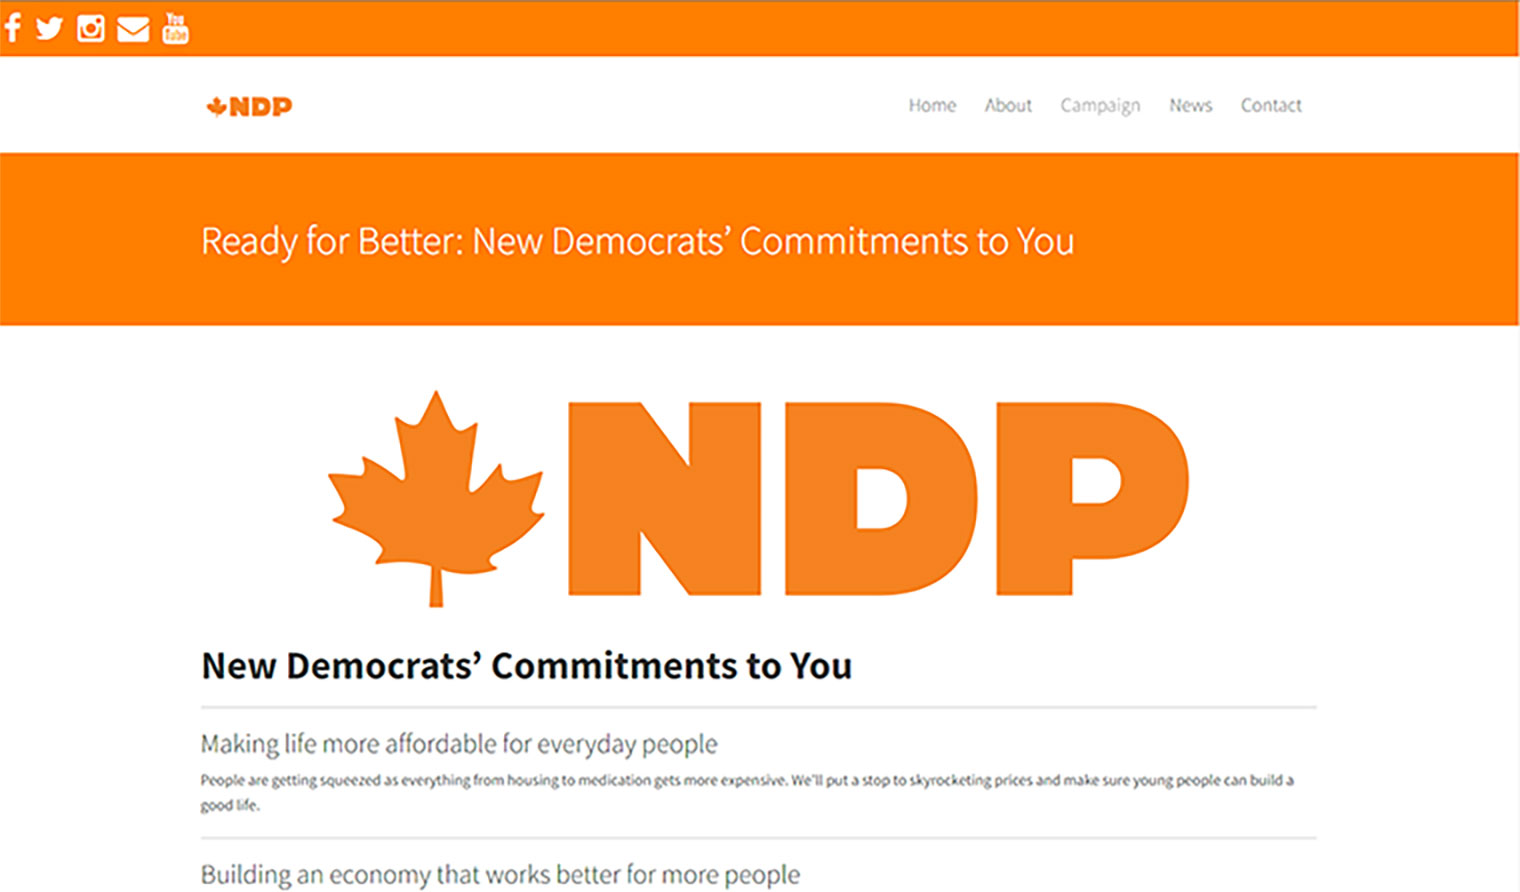 You Tube
NDP
Home About Campaign News Contact
Ready for Better: New Democrats’ Commitments to You
NDP
New Democrats’ Commitments to You
Making life more affordable for everyday people
People are getting squeezed as everything from housing to medication gets more expensive. We’ll put a stop to skyrocketing prices and make sure young people can build a
good life.
Building an economy that works better for more people